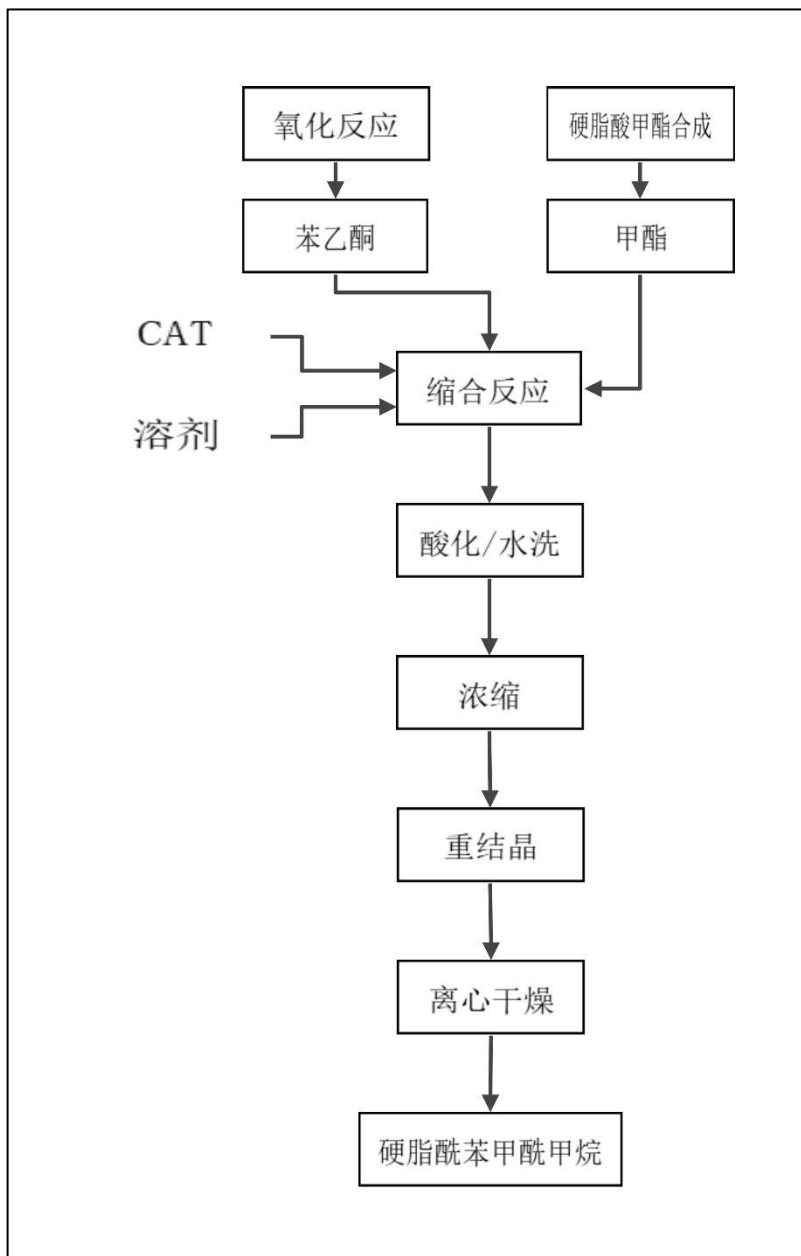 氧化反应
硬脂酸甲酯合成
苯乙酮
甲酯
CAT
缩合反应
溶剂
酸化/水洗
浓缩
重结晶
离心干燥
硬脂酰苯甲酰甲烷